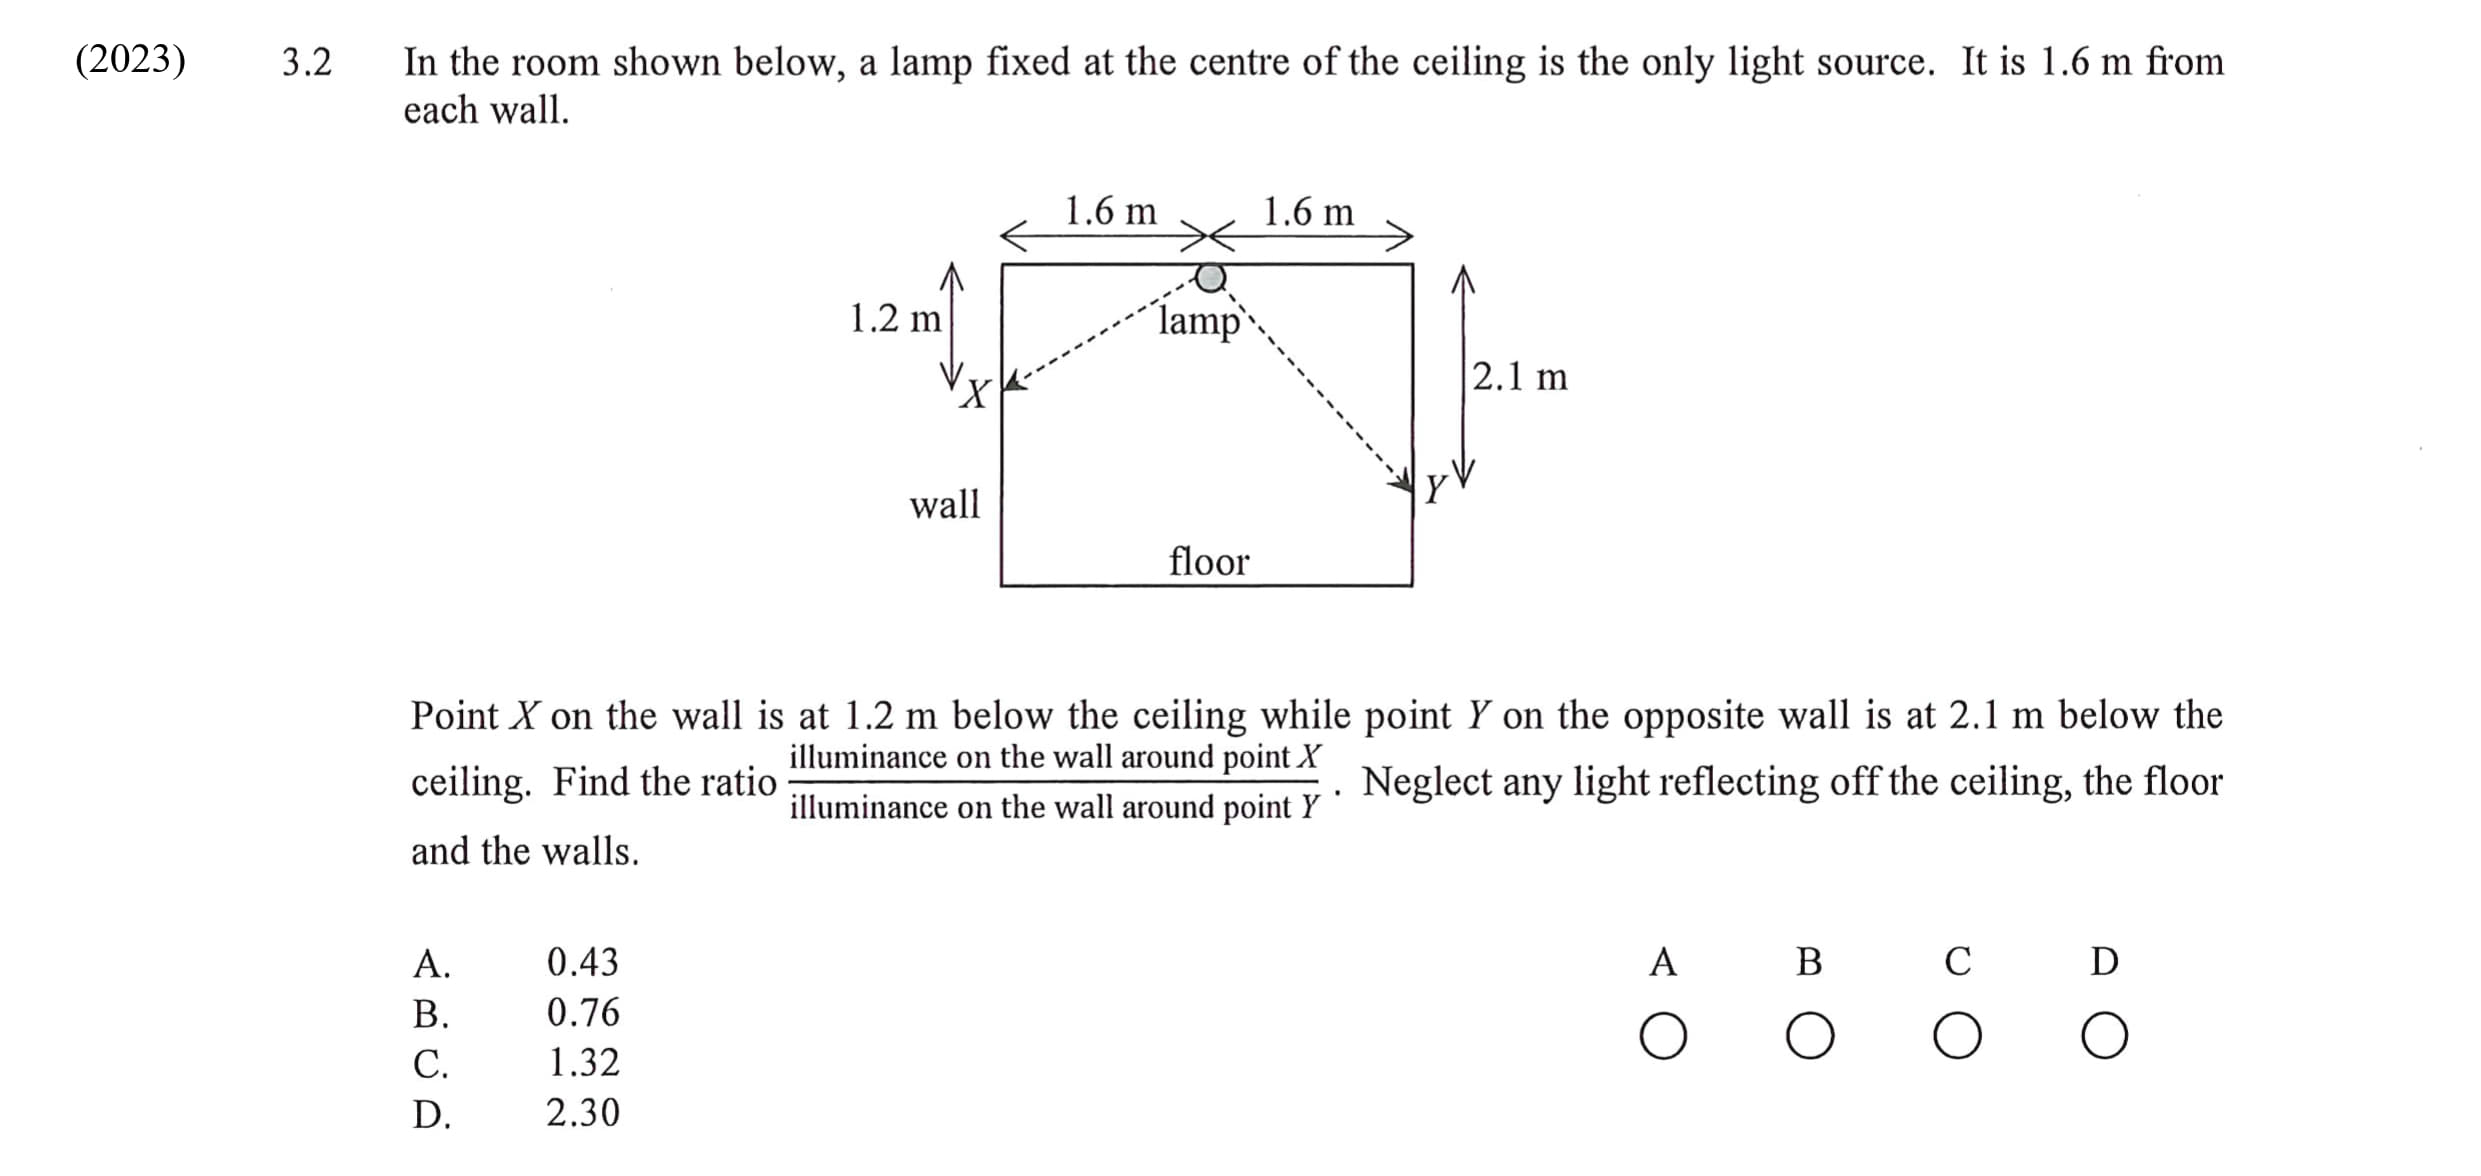 (2023) 3.2 In the room shown below, a lamp fixed at the centre of the ceiling is the only light source. It is 1.6 m from
each wall.
1.6 m 1.6 m
1.2 m
lamp
2.1 m
X
Y
wall
floor
Point X on the wall is at 1.2 m below the ceiling while point Y on the opposite wall is at 2.1 m below the
ceiling. Find the ratio illuminance on the wall around point X / illuminance on the wall around point Y . Neglect any light reflecting off the ceiling, the floor
and the walls.
A. 0.43 A B C D
B. 0.76
C. 1.32
D. 2.30